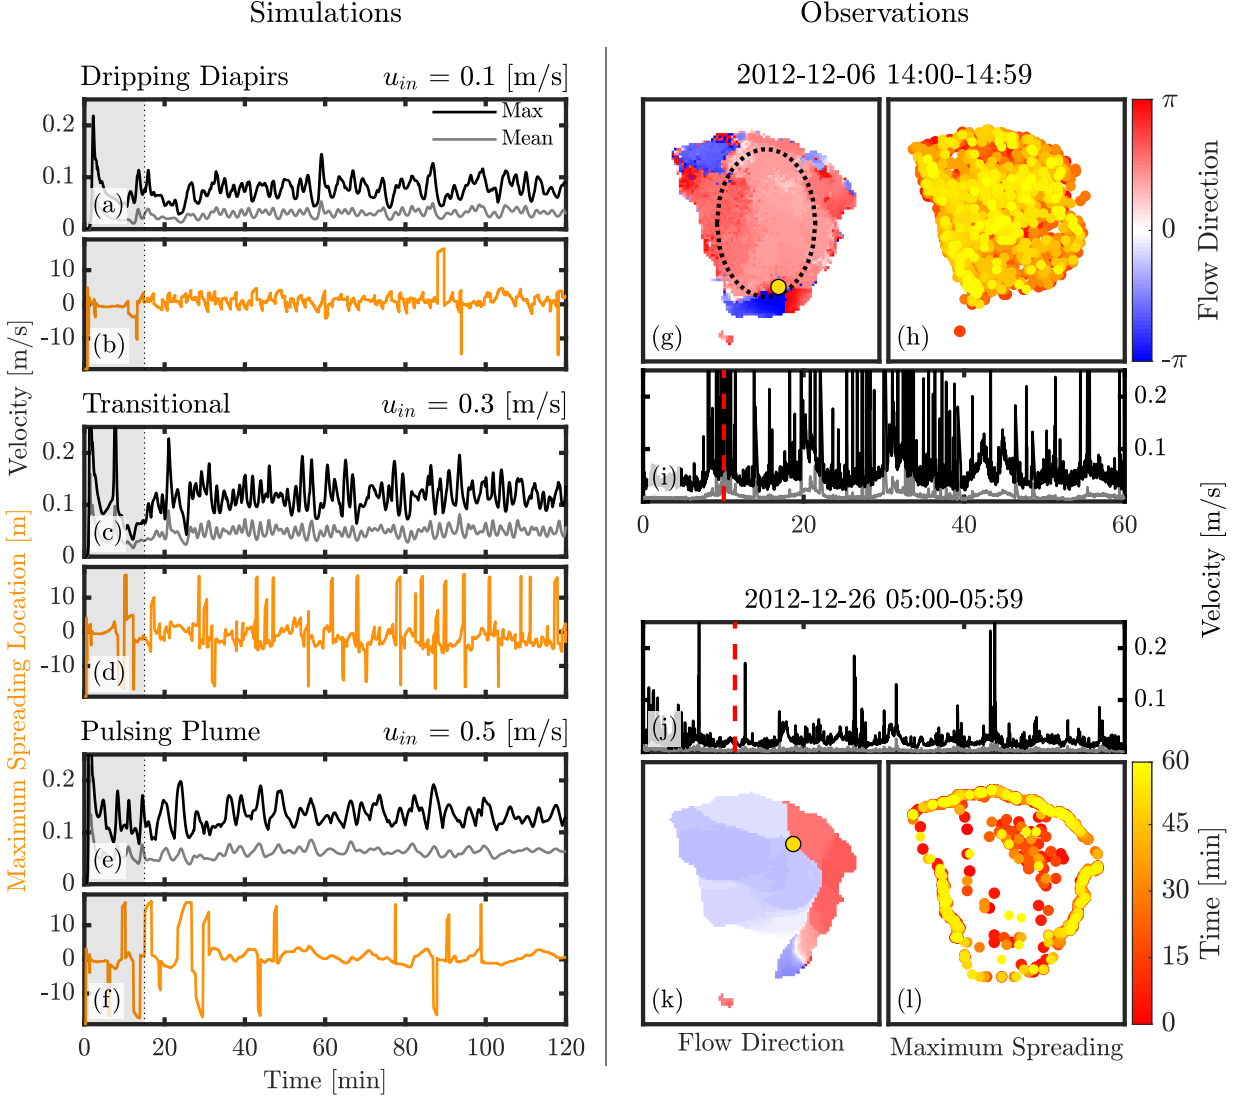 Simulations
Observations
Dripping Diapirs
u_in = 0.1 [m/s]
Max
Mean
0.2
0.1
0
(a)
10
0
-10
(b)
Transitional
u_in = 0.3 [m/s]
0.2
0.1
0
(c)
10
0
-10
(d)
Pulsing Plume
u_in = 0.5 [m/s]
0.2
0.1
0
(e)
10
0
-10
(f)
0 20 40 60 80 100 120
Time [min]
Velocity [m/s]
Maximum Spreading Location [m]
2012-12-06 14:00-14:59
(g)
(h)
π
0
-π
Flow Direction
0.2
0.1
(i)
0 20 40 60
Velocity [m/s]
2012-12-26 05:00-05:59
0.2
0.1
(j)
(k)
(l)
60
45
30
15
0
Time [min]
Flow Direction
Maximum Spreading